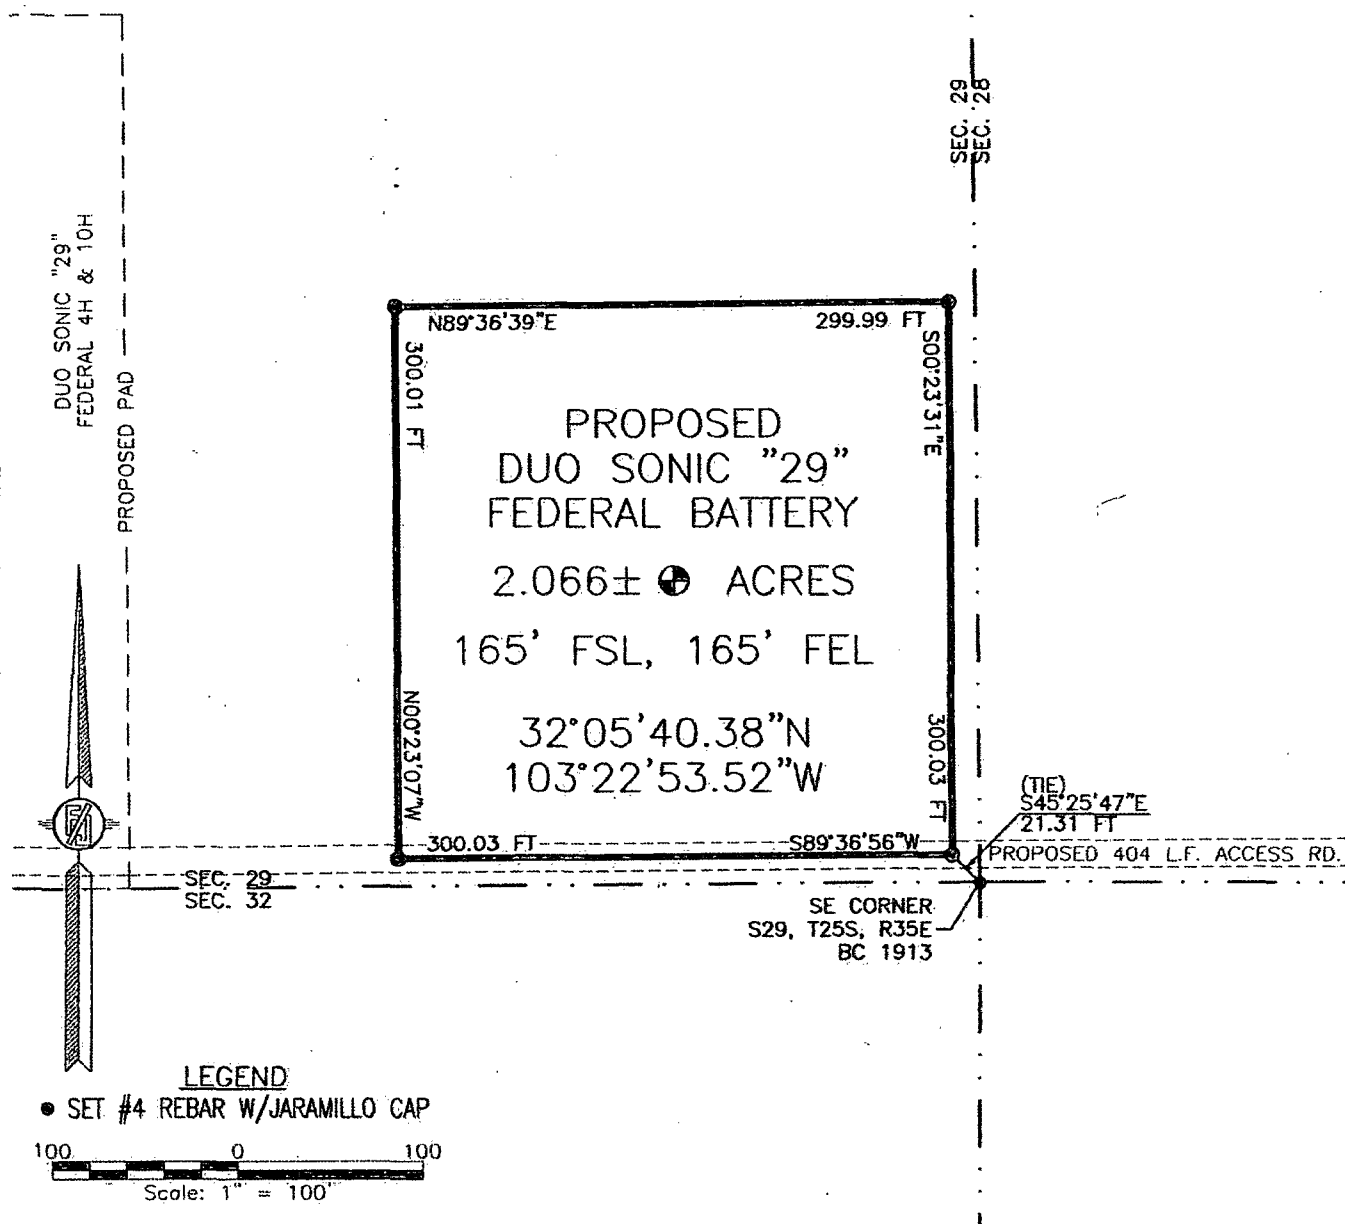 SEC. 29
SEC. 28
DUO SONIC "29"
FEDERAL 4H & 10H
PROPOSED PAD
N89°36'39"E
299.99 FT
300.01 FT
S00°23'31"E
PROPOSED
DUO SONIC "29"
FEDERAL BATTERY
2.066± ACRES
165' FSL, 165' FEL
32°05'40.38"N
103°22'53.52"W
N00°23'07"W
300.03 FT
(TIE)
S45°25'47"E
21.31 FT
300.03 FT
S89°36'56"W
PROPOSED 404 L.F. ACCESS RD.
SEC. 29
SEC. 32
SE CORNER
S29, T25S, R35E
BC 1913
LEGEND
SET #4 REBAR W/JARAMILLO CAP
100 0 100
Scale: 1" = 100'